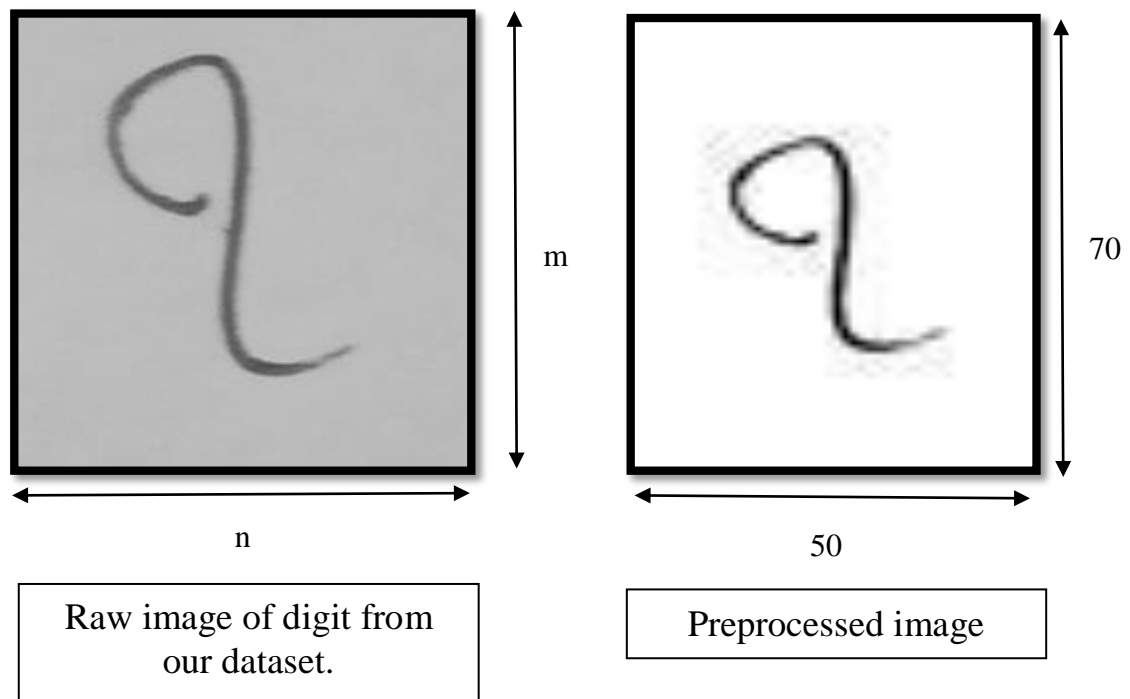 m
70
n
50
Raw image of digit from
our dataset.
Preprocessed image